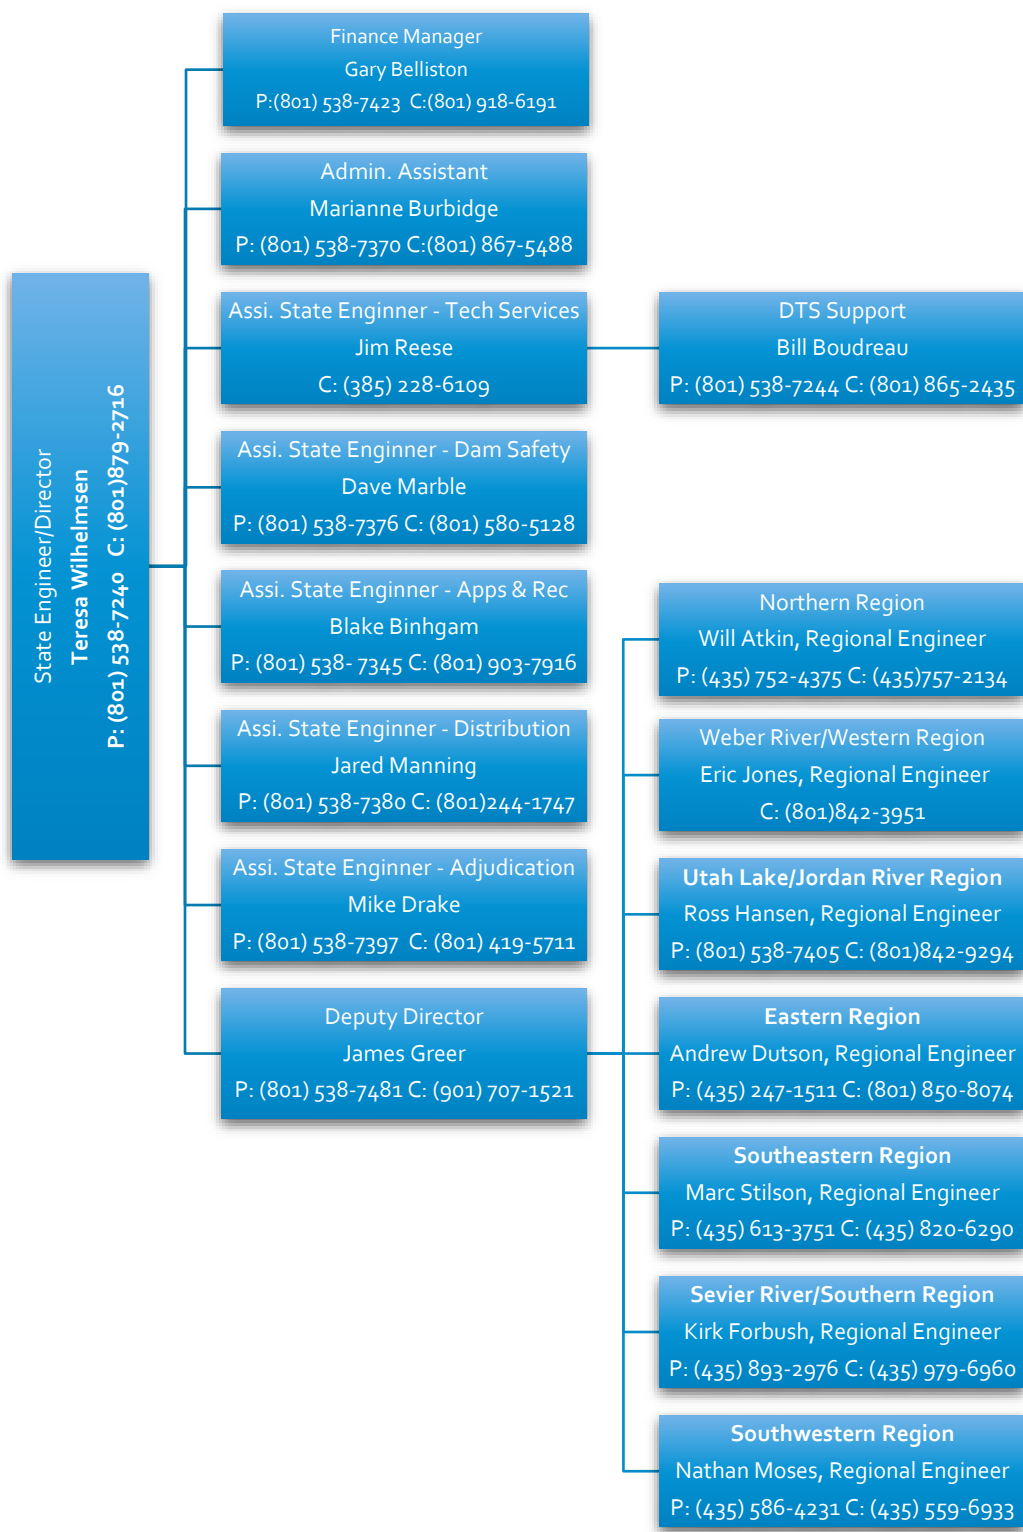 State Engineer/Director
Teresa Wilhelmsen
P: (801) 538-7240 C: (801)879-2716
Finance Manager
Gary Belliston
P:(801) 538-7423 C:(801) 918-6191
Admin. Assistant
Marianne Burbidge
P: (801) 538-7370 C:(801) 867-5488
Assi. State Enginner - Tech Services
Jim Reese
C: (385) 228-6109
DTS Support
Bill Boudreau
P: (801) 538-7244 C: (801) 865-2435
Assi. State Enginner - Dam Safety
Dave Marble
P: (801) 538-7376 C: (801) 580-5128
Assi. State Enginner - Apps & Rec
Blake Binhgam
P: (801) 538- 7345 C: (801) 903-7916
Assi. State Enginner - Distribution
Jared Manning
P: (801) 538-7380 C: (801)244-1747
Assi. State Enginner - Adjudication
Mike Drake
P: (801) 538-7397 C: (801) 419-5711
Deputy Director
James Greer
P: (801) 538-7481 C: (901) 707-1521
Northern Region
Will Atkin, Regional Engineer
P: (435) 752-4375 C: (435)757-2134
Weber River/Western Region
Eric Jones, Regional Engineer
C: (801)842-3951
Utah Lake/Jordan River Region
Ross Hansen, Regional Engineer
P: (801) 538-7405 C: (801)842-9294
Eastern Region
Andrew Dutson, Regional Engineer
P: (435) 247-1511 C: (801) 850-8074
Southeastern Region
Marc Stilson, Regional Engineer
P: (435) 613-3751 C: (435) 820-6290
Sevier River/Southern Region
Kirk Forbush, Regional Engineer
P: (435) 893-2976 C: (435) 979-6960
Southwestern Region
Nathan Moses, Regional Engineer
P: (435) 586-4231 C: (435) 559-6933